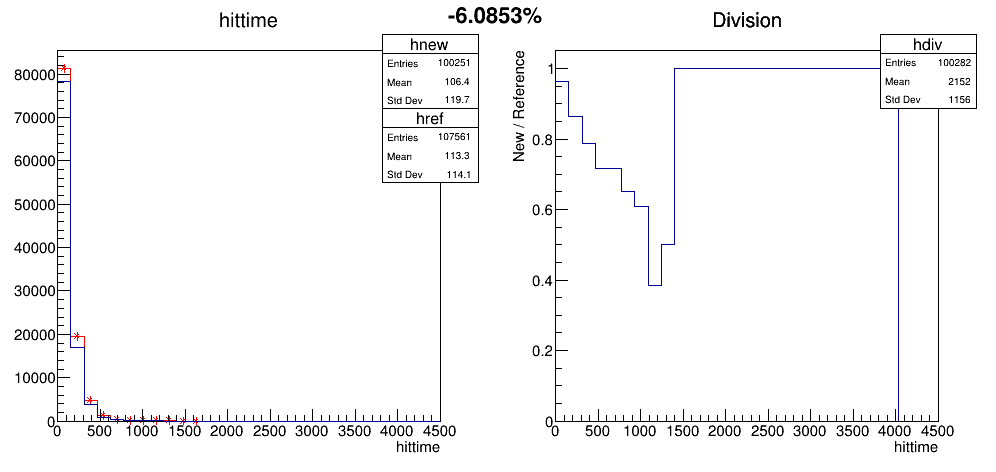 -6.0853%
hittime
hnew
Entries 100251
Mean 106.4
Std Dev 119.7
href
Entries 107561
Mean 113.3
Std Dev 114.1
80000
70000
60000
50000
40000
30000
20000
10000
0
0 500 1000 1500 2000 2500 3000 3500 4000 4500
hittime
Division
hdiv
Entries 100282
Mean 2152
Std Dev 1156
New / Reference
1
0.8
0.6
0.4
0.2
0
0 500 1000 1500 2000 2500 3000 3500 4000 4500
hittime